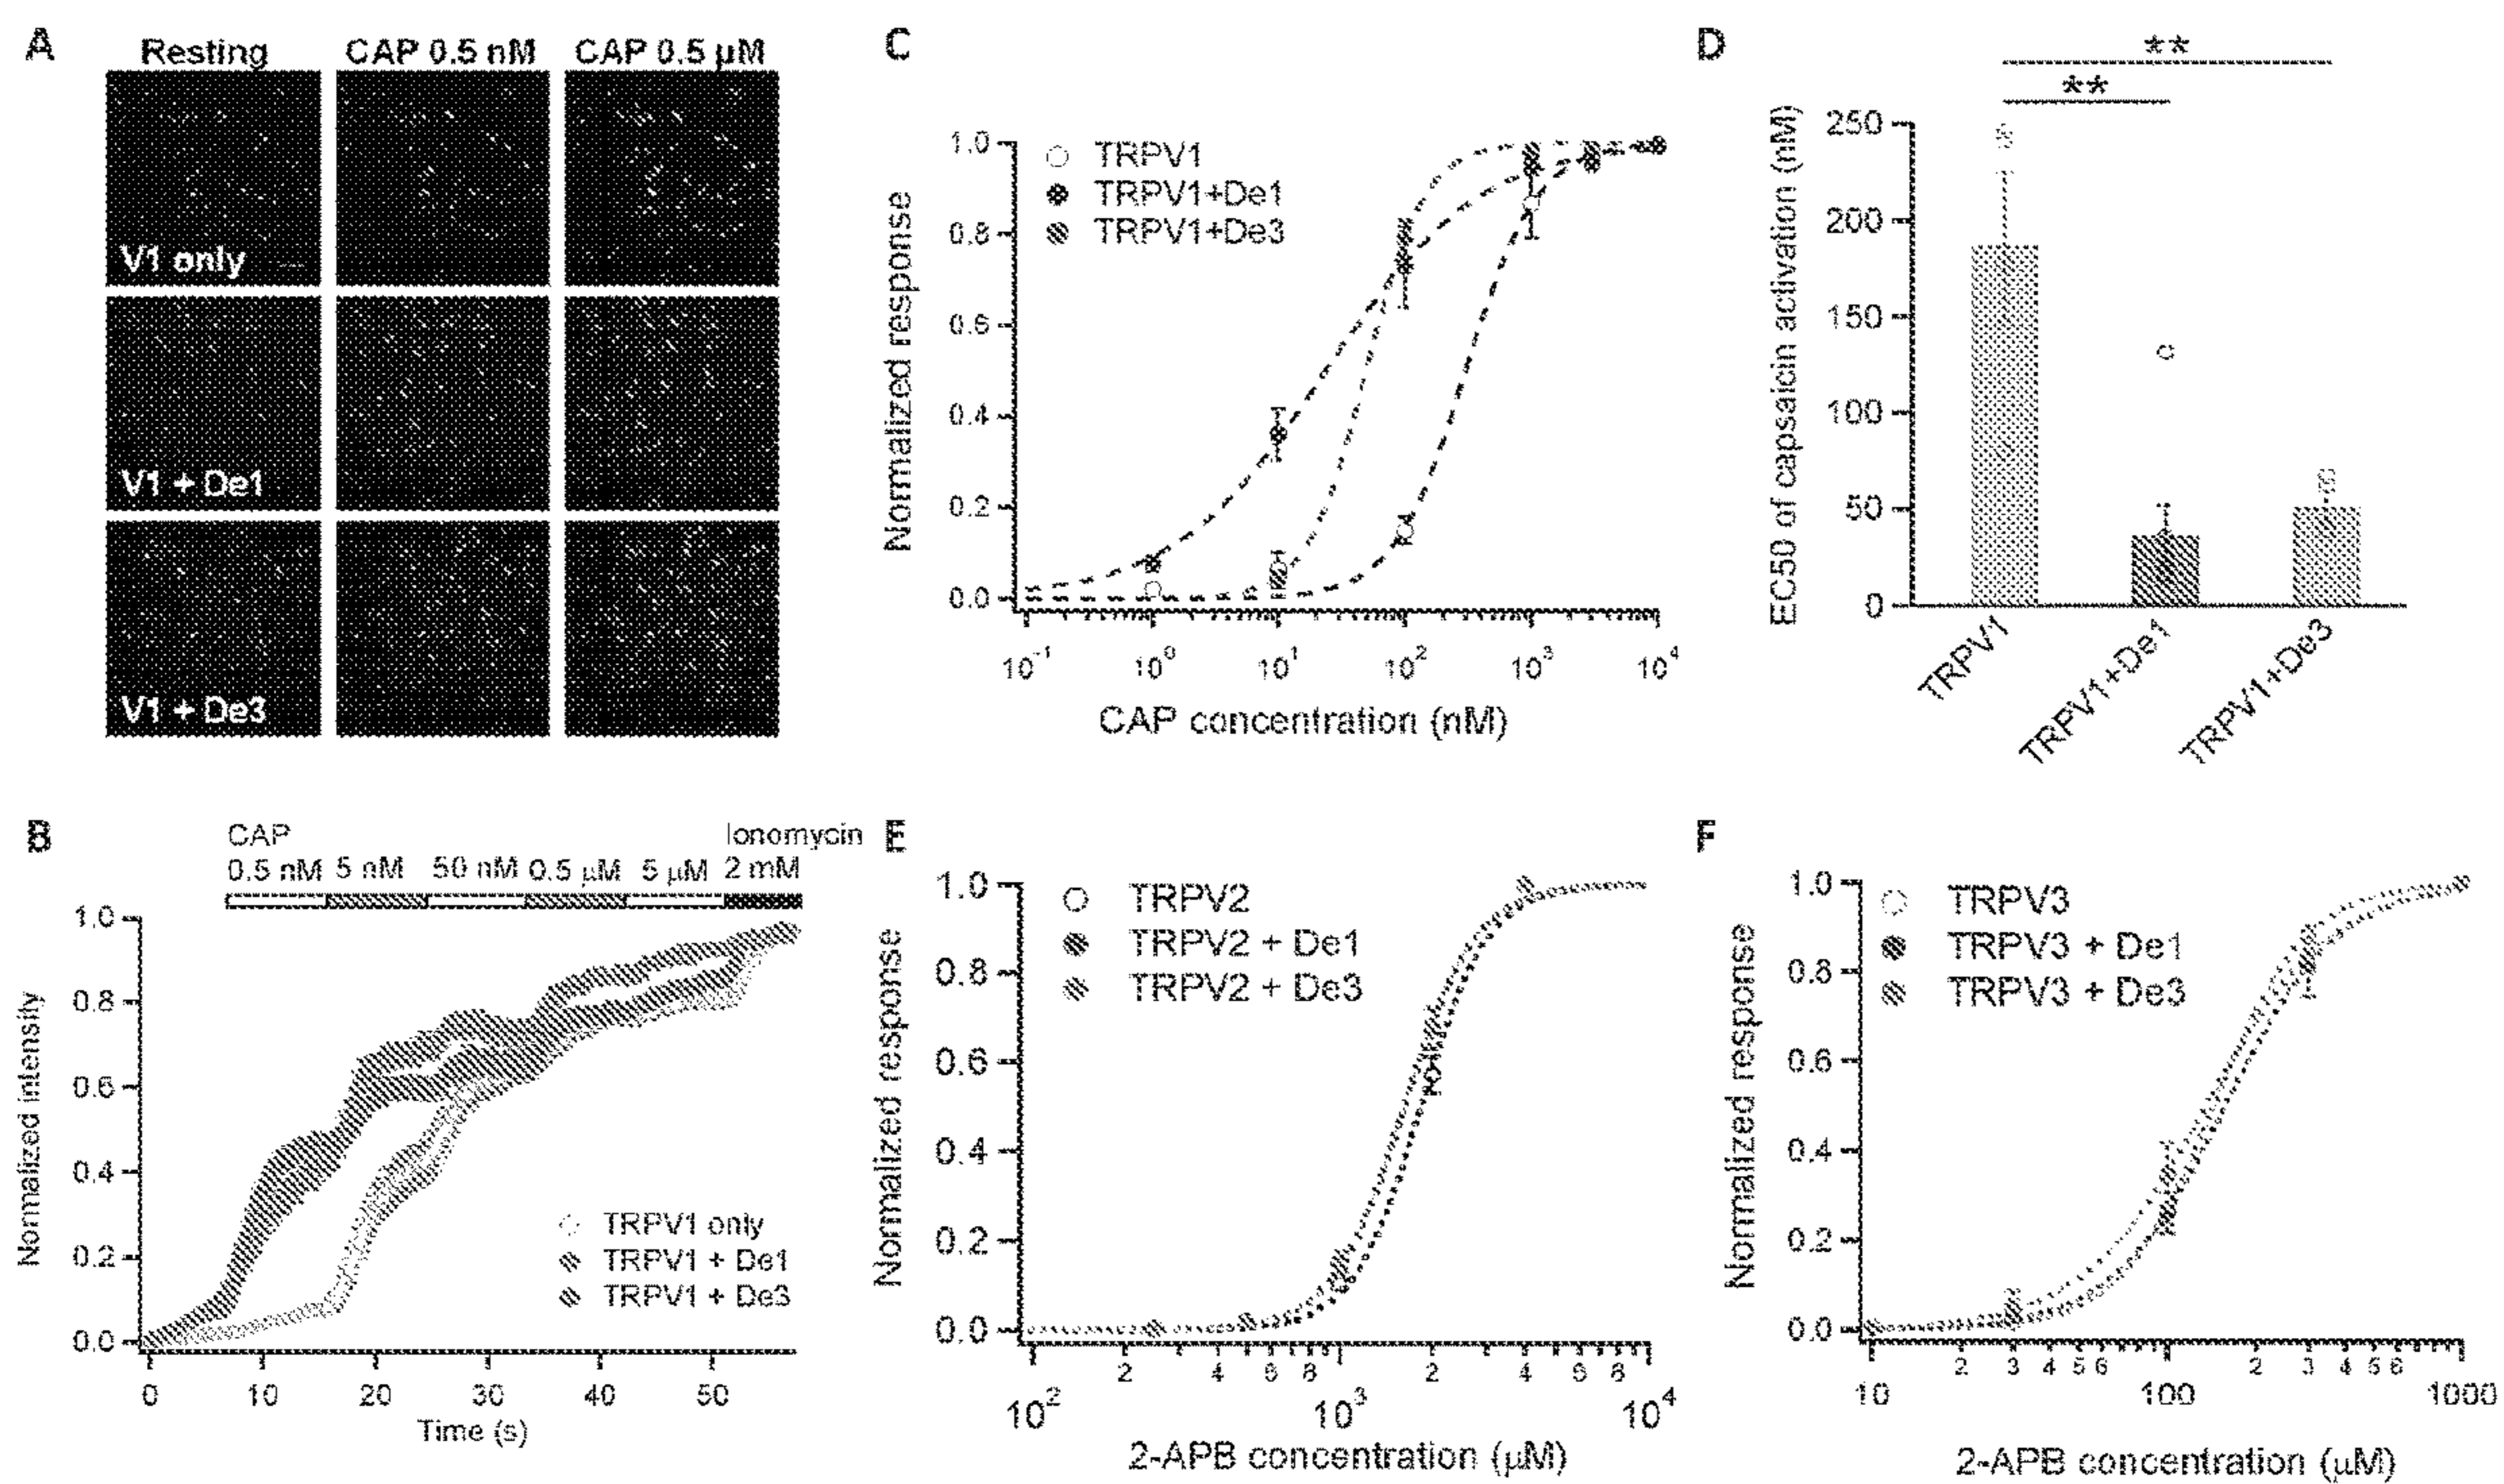 A
Resting CAP 0.5 nM CAP 0.5 µM
V1 only
V1 + De1
V1 + De3
B
CAP Ionomycin
0.5 nM 5 nM 50 nM 0.5 µM 5 µM 2 mM
Normalized intensity
1.0
0.8
0.6
0.4
0.2
0.0
TRPV1 only
TRPV1 + De1
TRPV1 + De3
0 10 20 30 40 50
Time (s)
C
Normalized response
1.0
0.8
0.6
0.4
0.2
0.0
TRPV1
TRPV1+De1
TRPV1+De3
10⁻¹ 10⁰ 10¹ 10² 10³ 10⁴
CAP concentration (nM)
D
**
**
EC50 of capsaicin activation (nM)
250
200
150
100
50
0
TRPV1
TRPV1+De1
TRPV1+De3
E
Normalized response
1.0
0.8
0.6
0.4
0.2
0.0
TRPV2
TRPV2 + De1
TRPV2 + De3
2 4 6 8 2 4 6 8
10² 10³ 10⁴
2-APB concentration (µM)
F
Normalized response
1.0
0.8
0.6
0.4
0.2
0.0
TRPV3
TRPV3 + De1
TRPV3 + De3
2 3 4 5 6 2 3 4 5 6
10 100 1000
2-APB concentration (µM)